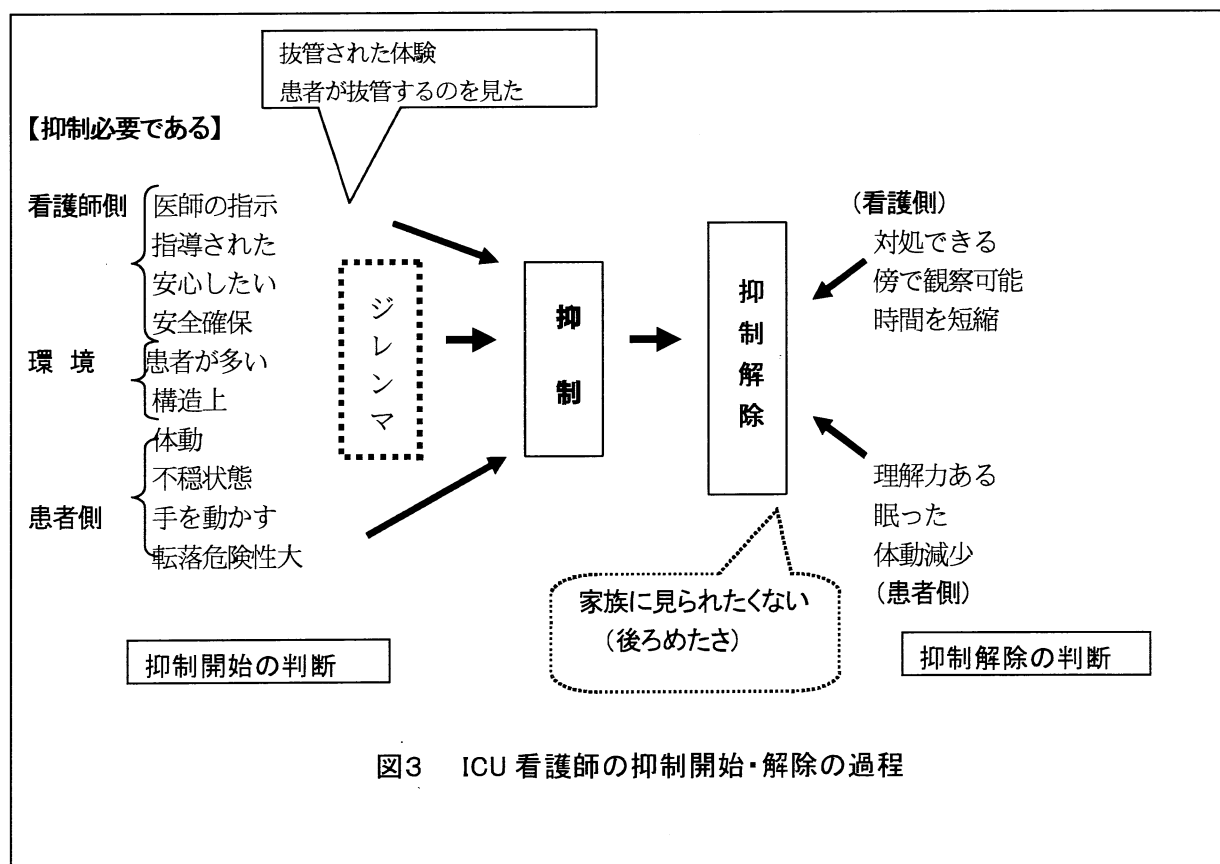 抜管された体験
患者が抜管するのを見た
【抑制必要である】
看護師側
医師の指示
指導された
安心したい
安全確保
環 境
患者が多い
構造上
患者側
体動
不穏状態
手を動かす
転落危険性大
ジレンマ
抑制
抑制解除
(看護側)
対処できる
傍で観察可能
時間を短縮
理解力ある
眠った
体動減少
(患者側)
家族に見られたくない
(後ろめたさ)
抑制開始の判断
抑制解除の判断
図3 ICU 看護師の抑制開始・解除の過程